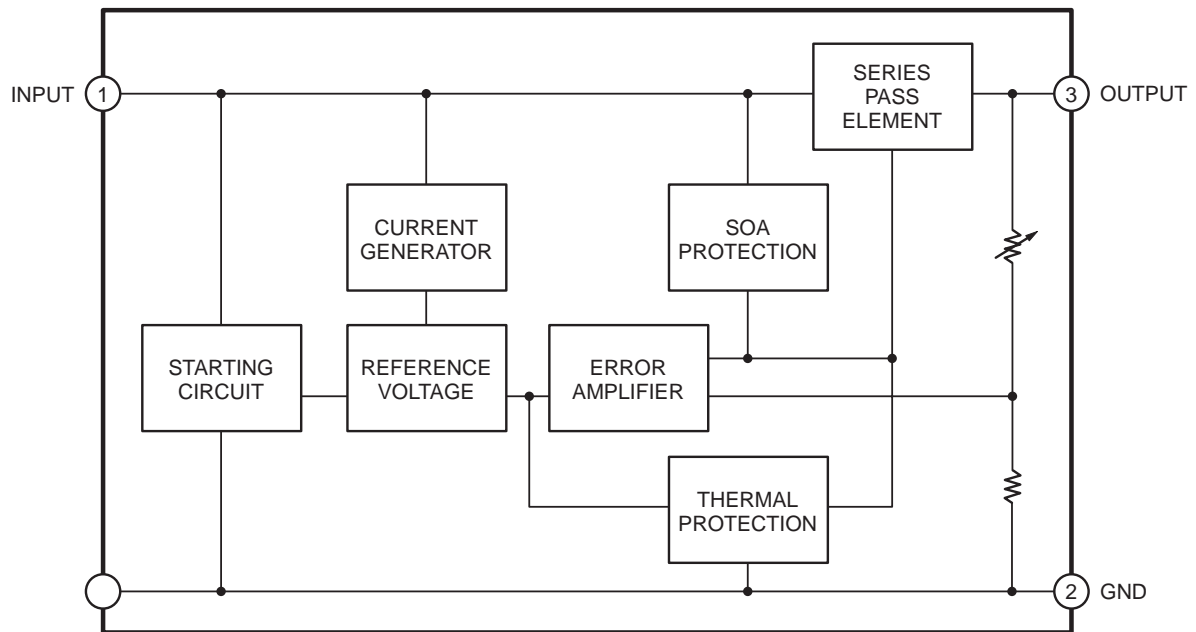 INPUT 1
SERIES
PASS
ELEMENT
3 OUTPUT
CURRENT
GENERATOR
SOA
PROTECTION
STARTING
CIRCUIT
REFERENCE
VOLTAGE
ERROR
AMPLIFIER
THERMAL
PROTECTION
2 GND